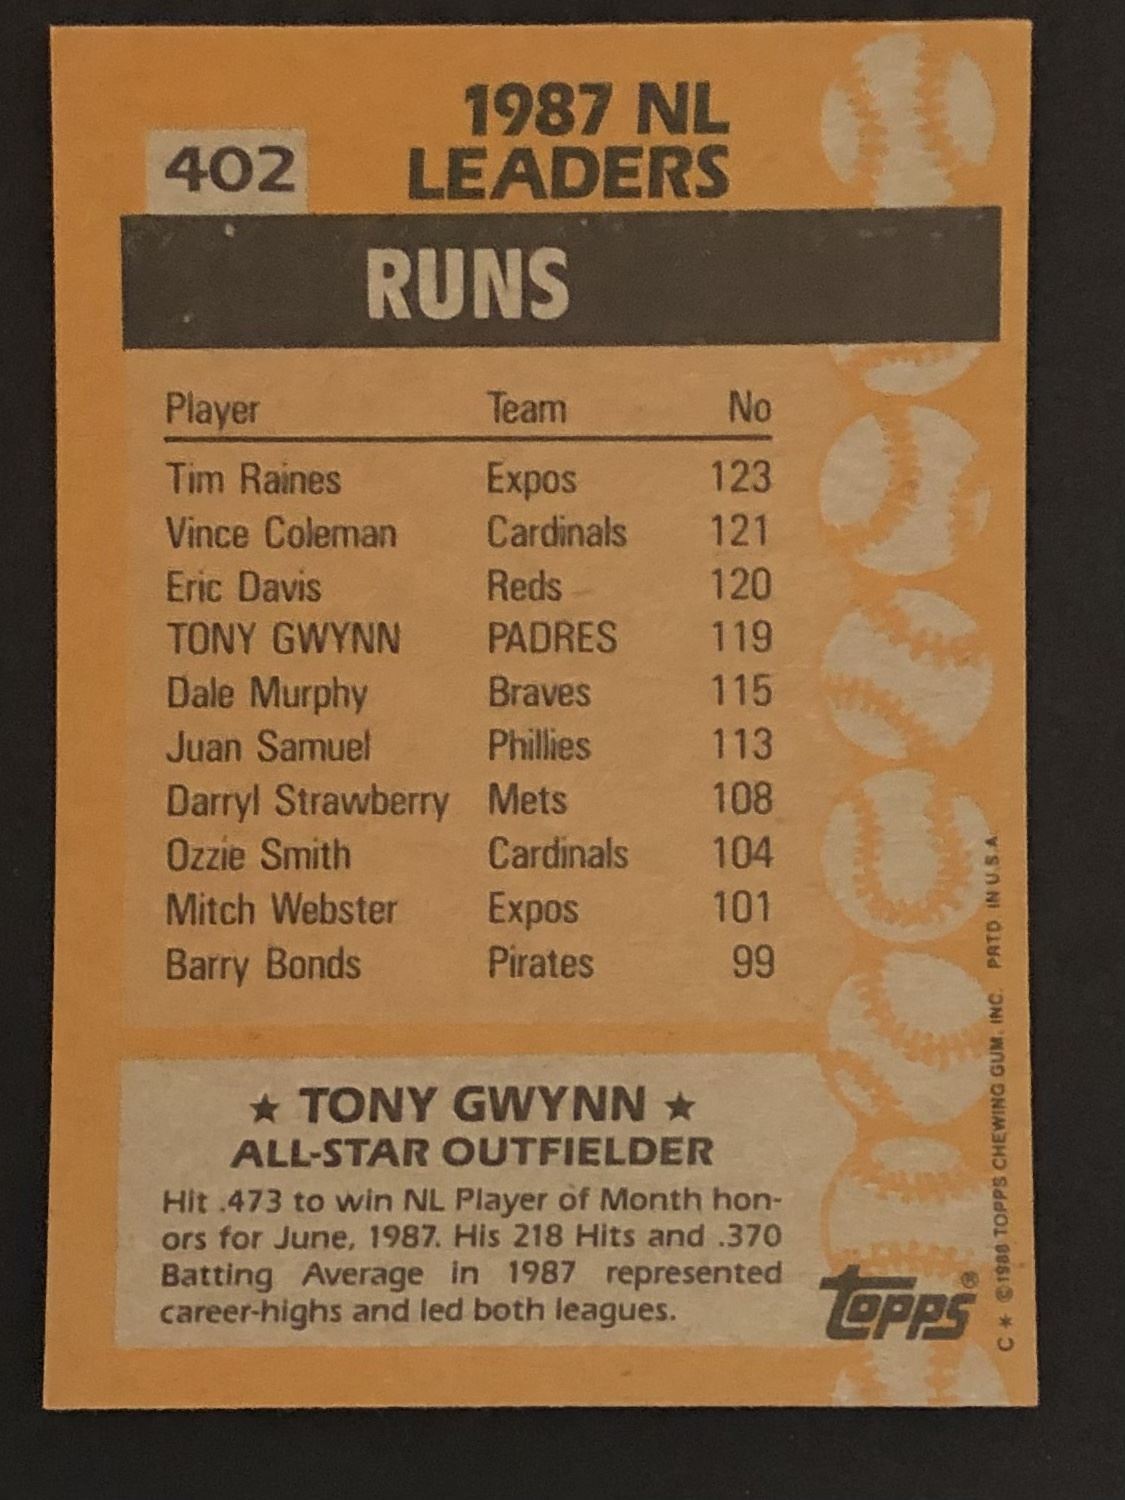 1987 NL
LEADERS
402
RUNS
Player Team No
Tim Raines Expos 123
Vince Coleman Cardinals 121
Eric Davis Reds 120
TONY GWYNN PADRES 119
Dale Murphy Braves 115
Juan Samuel Phillies 113
Darryl Strawberry Mets 108
Ozzie Smith Cardinals 104
Mitch Webster Expos 101
Barry Bonds Pirates 99
★ TONY GWYNN ★
ALL-STAR OUTFIELDER
Hit .473 to win NL Player of Month hon-
ors for June, 1987. His 218 Hits and .370
Batting Average in 1987 represented
career-highs and led both leagues.
Topps®
C * ©1988 TOPPS CHEWING GUM, INC. PRTD. IN U.S.A.